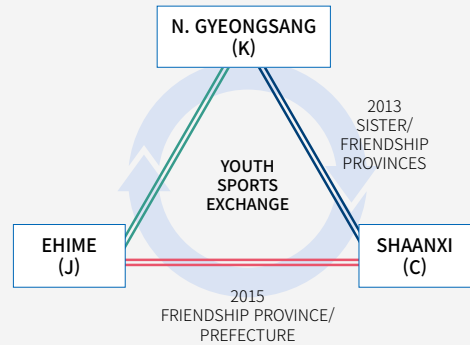 N. GYEONGSANG
(K)
2013
SISTER/
FRIENDSHIP
PROVINCES
YOUTH
SPORTS
EXCHANGE
EHIME
(J)
SHAANXI
(C)
2015
FRIENDSHIP PROVINCE/
PREFECTURE